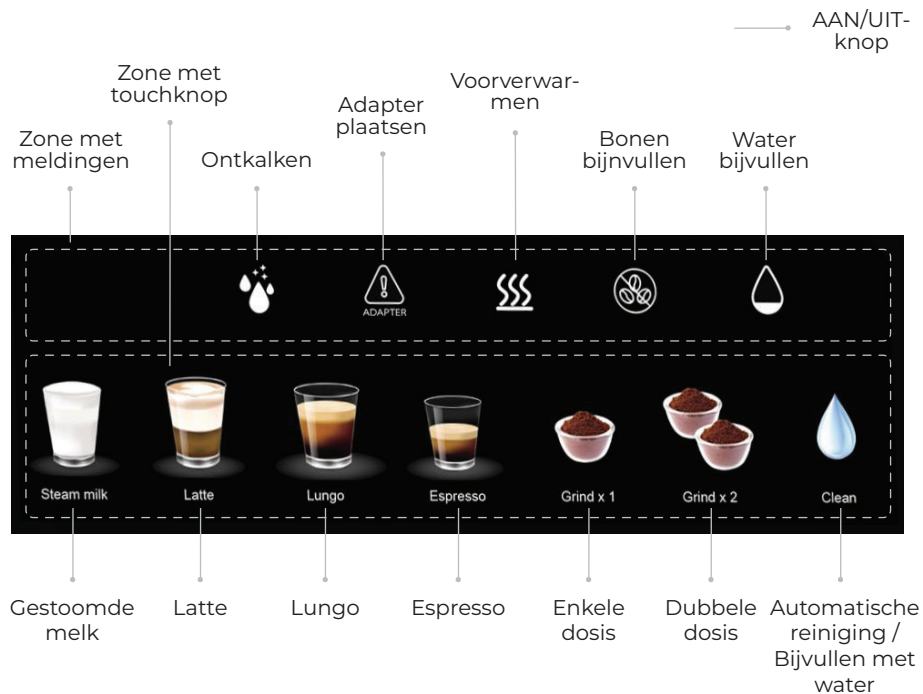 AAN/UIT-
knop
Zone met
touchknop
Voorverwar-
men
Adapter
plaatsen
Zone met
meldingen
Ontkalken
Bonen
bijnvullen
Water
bijvullen
ADAPTER
Steam milk
Latte
Lungo
Espresso
Grind x 1
Grind x 2
Clean
Gestoomde
melk
Latte
Lungo
Espresso
Enkele
dosis
Dubbele
dosis
Automatische
reiniging /
Bijvullen met
water